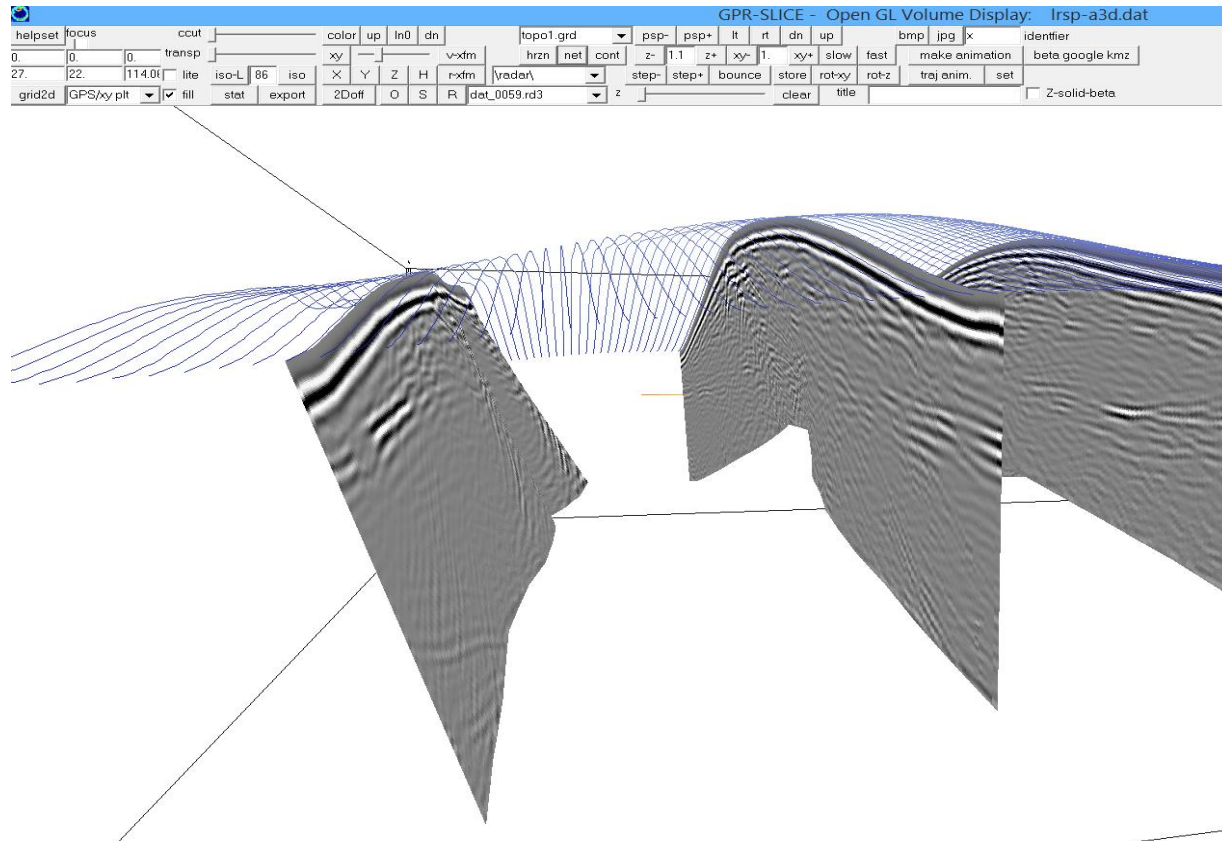 GPR-SLICE - Open GL Volume Display: lrsp-a3d.dat
helpset focus ccut color up ln0 dn topo1.grd psp- psp+ lt rt dn up bmp jpg x identfier
0. 0. 0. transp xy v-xfm hrzn net cont z- 1.1 z+ xy- 1. xy+ slow fast make animation beta google kmz
27. 22. 114.0 lite iso-L 86 iso X Y Z H r-xfm \radar\ step- step+ bounce store rot-xy rot-z traj anim. set
grid2d GPS/xy plt fill stat export 2Doff O S R dat_0059.rd3 z clear title Z-solid-beta